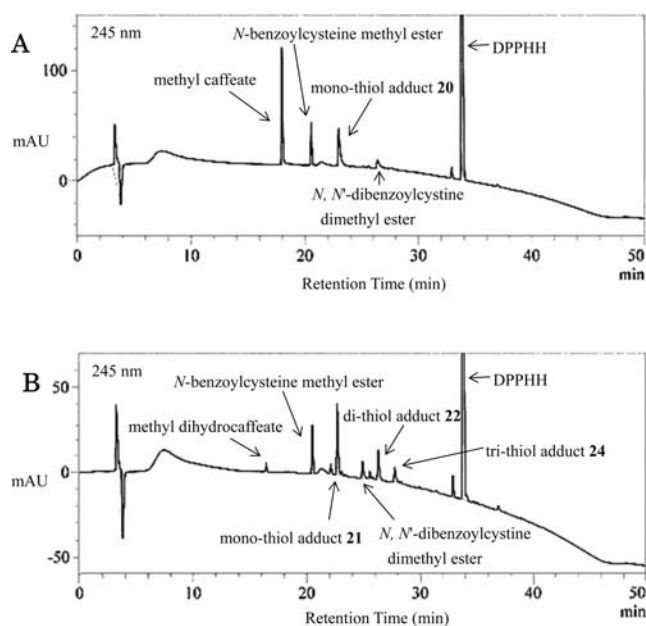 A
245 nm
N-benzoylcysteine methyl ester
DPPHH
methyl caffeate
mono-thiol adduct 20
100
mAU
0
N, N'-dibenzoylcystine
dimethyl ester
0 10 20 30 40 50
min
Retention Time (min)
B
245 nm
N-benzoylcysteine methyl ester
DPPHH
50
di-thiol adduct 22
methyl dihydrocaffeate
tri-thiol adduct 24
0
mAU
mono-thiol adduct 21
N, N'-dibenzoylcystine
dimethyl ester
-50
0 10 20 30 40 50
min
Retention Time (min)